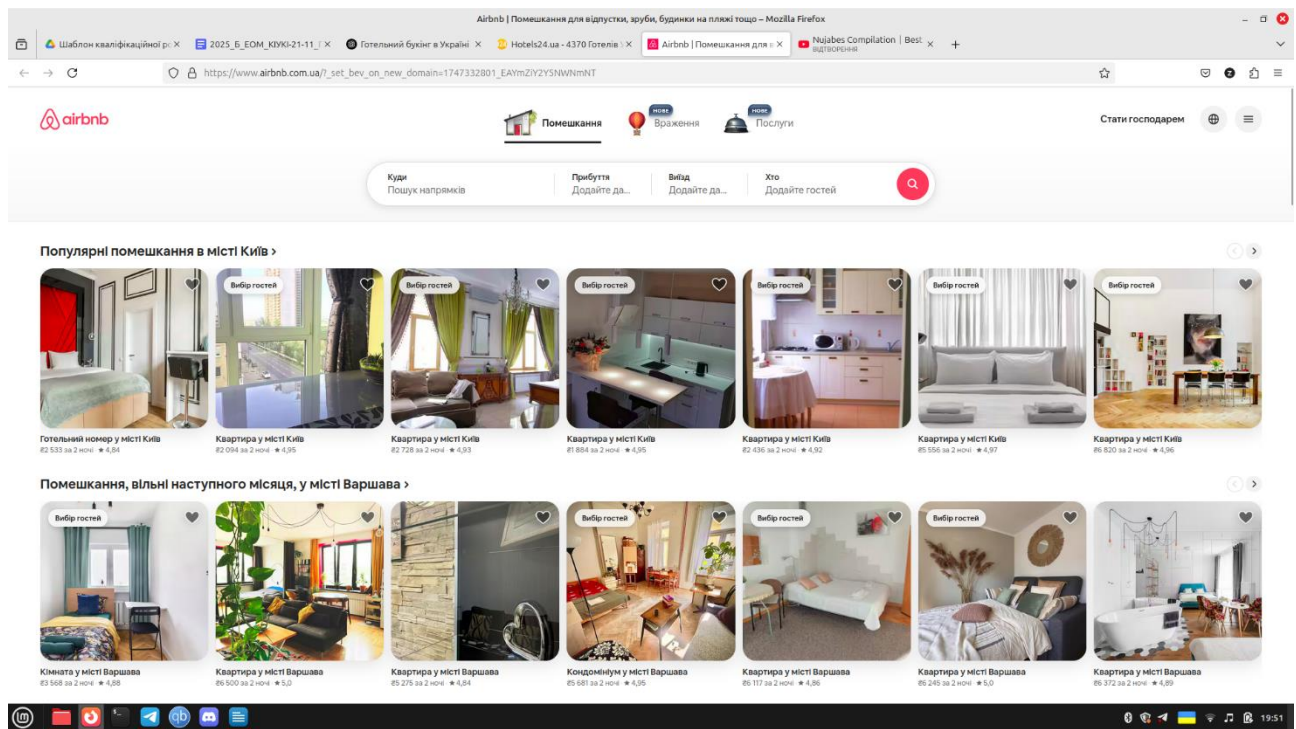 Airbnb | Помешкання для відпустки, зруби, будинки на пляжі тощо – Mozilla Firefox
Шаблон кваліфікаційної рс
2025_Б_ЕОМ_КІУКІ-21-11_
Готельний букінг в Україні
Hotels24.ua - 4370 Готелів
Airbnb | Помешкання для в
Nujabes Compilation | Best
ВІДТВОРЕННЯ
https://www.airbnb.com.ua/?_set_bev_on_new_domain=1747332801_EAYmZiY2Y5NWNmNT
airbnb
Помешкання
НОВЕ
Враження
НОВЕ
Послуги
Стати господарем
Куди
Пошук напрямків
Прибуття
Додайте да...
Виїзд
Додайте да...
Хто
Додайте гостей
Популярні помешкання в місті Київ >
Вибір гостей
Вибір гостей
Вибір гостей
Вибір гостей
Вибір гостей
Вибір гостей
Готельний номер у місті Київ
₴2 533 за 2 ночі ★ 4,84
Квартира у місті Київ
₴2 094 за 2 ночі ★ 4,95
Квартира у місті Київ
₴2 728 за 2 ночі ★ 4,93
Квартира у місті Київ
₴1 884 за 2 ночі ★ 4,95
Квартира у місті Київ
₴2 436 за 2 ночі ★ 4,92
Квартира у місті Київ
₴5 556 за 2 ночі ★ 4,97
Квартира у місті Київ
₴6 820 за 2 ночі ★ 4,96
Помешкання, вільні наступного місяця, у місті Варшава >
Вибір гостей
Вибір гостей
Вибір гостей
Вибір гостей
Кімната у місті Варшава
₴3 568 за 2 ночі ★ 4,88
Квартира у місті Варшава
₴6 500 за 2 ночі ★ 5,0
Квартира у місті Варшава
₴5 275 за 2 ночі ★ 4,84
Кондомініум у місті Варшава
₴5 681 за 2 ночі ★ 4,95
Квартира у місті Варшава
₴6 117 за 2 ночі ★ 4,86
Квартира у місті Варшава
₴6 245 за 2 ночі ★ 5,0
Квартира у місті Варшава
₴6 372 за 2 ночі ★ 4,89
19:51